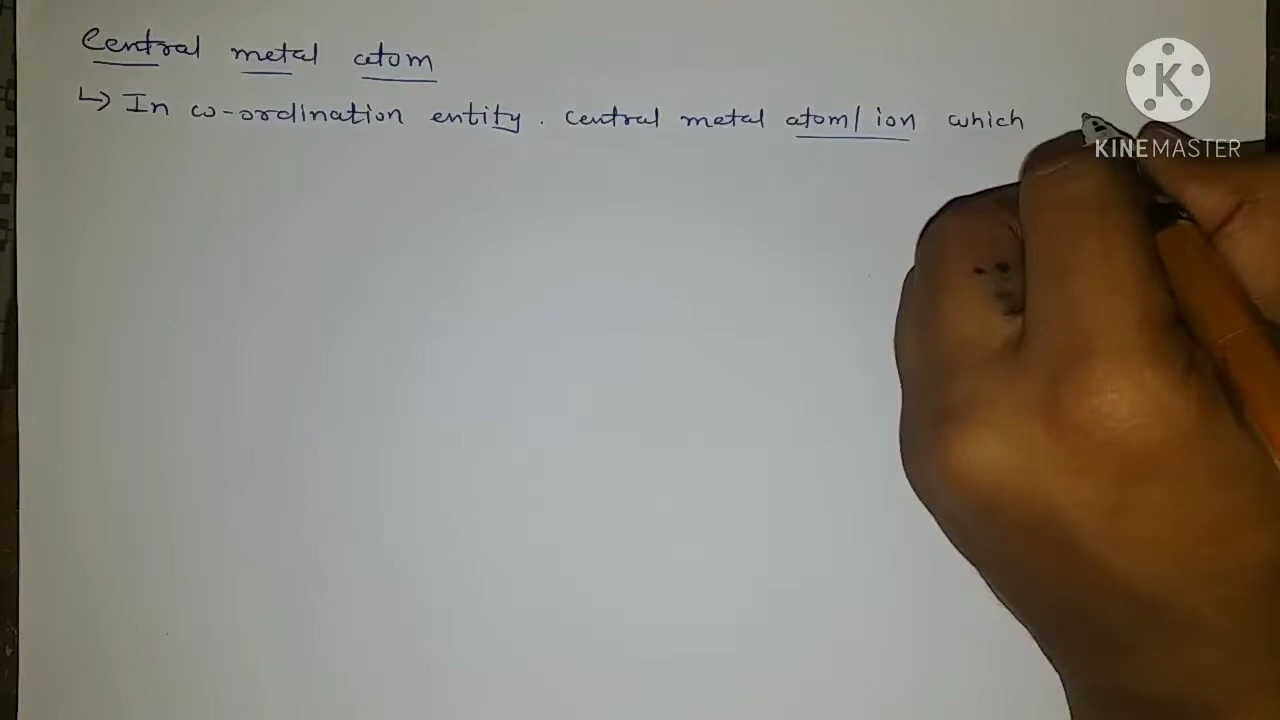 Central metal atom
↳ In co-ordination entity. central metal atom/ion which
K
KINEMASTER